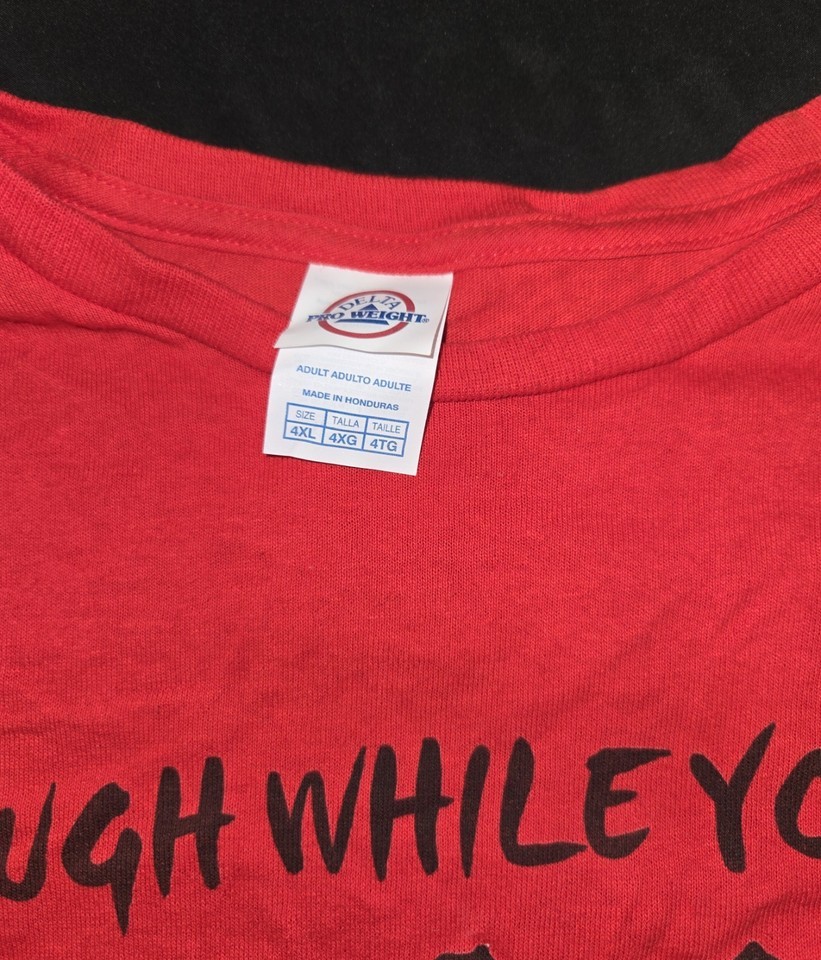 DELTA
PRO WEIGHT®
ADULT ADULTO ADULTE
MADE IN HONDURAS
SIZE TALLA TAILLE
4XL 4XG 4TG
UGH WHILE YO